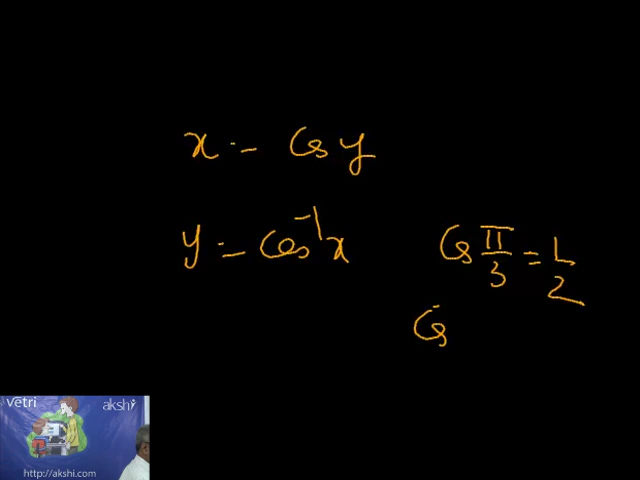 x = Cos y
y = Cos⁻¹x
Cos π/3 = 1/2
Cos
vetri
akshi
http://akshi.com